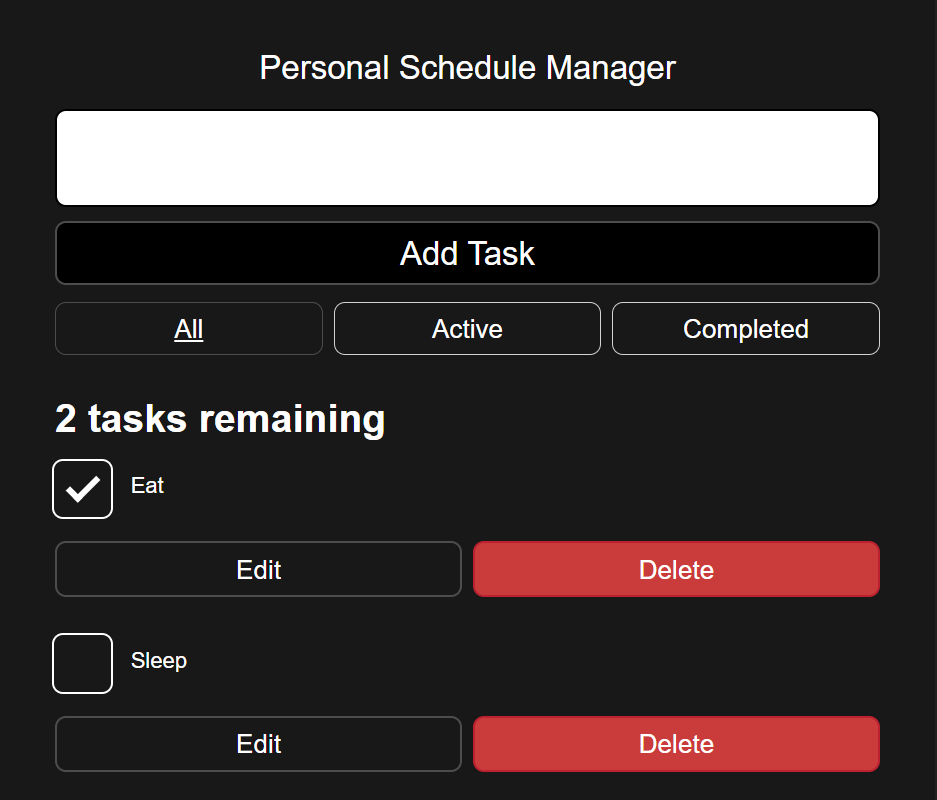 Personal Schedule Manager
Add Task
All Active Completed
2 tasks remaining
Eat
Edit Delete
Sleep
Edit Delete